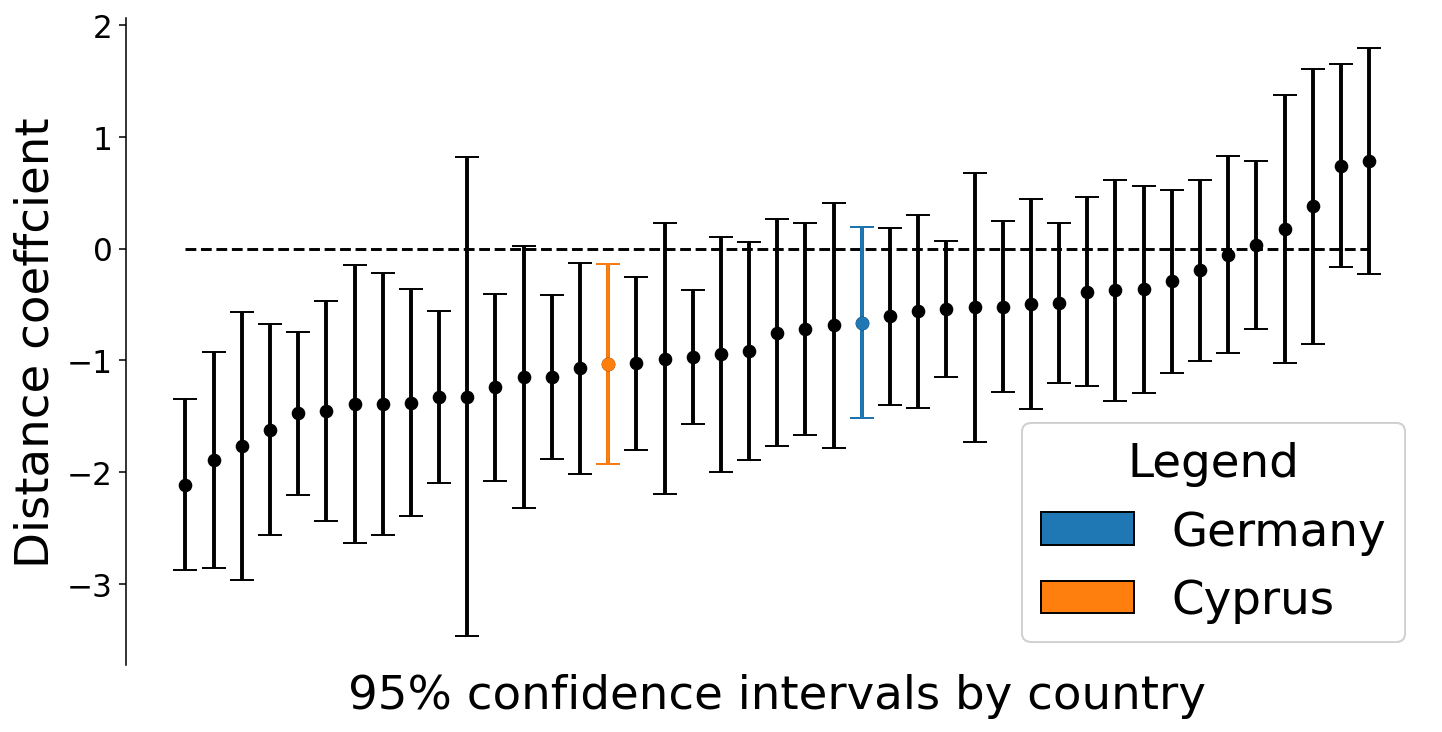 Distance coeffcient
2
1
0
−1
−2
−3
Legend
Germany
Cyprus
95% confidence intervals by country